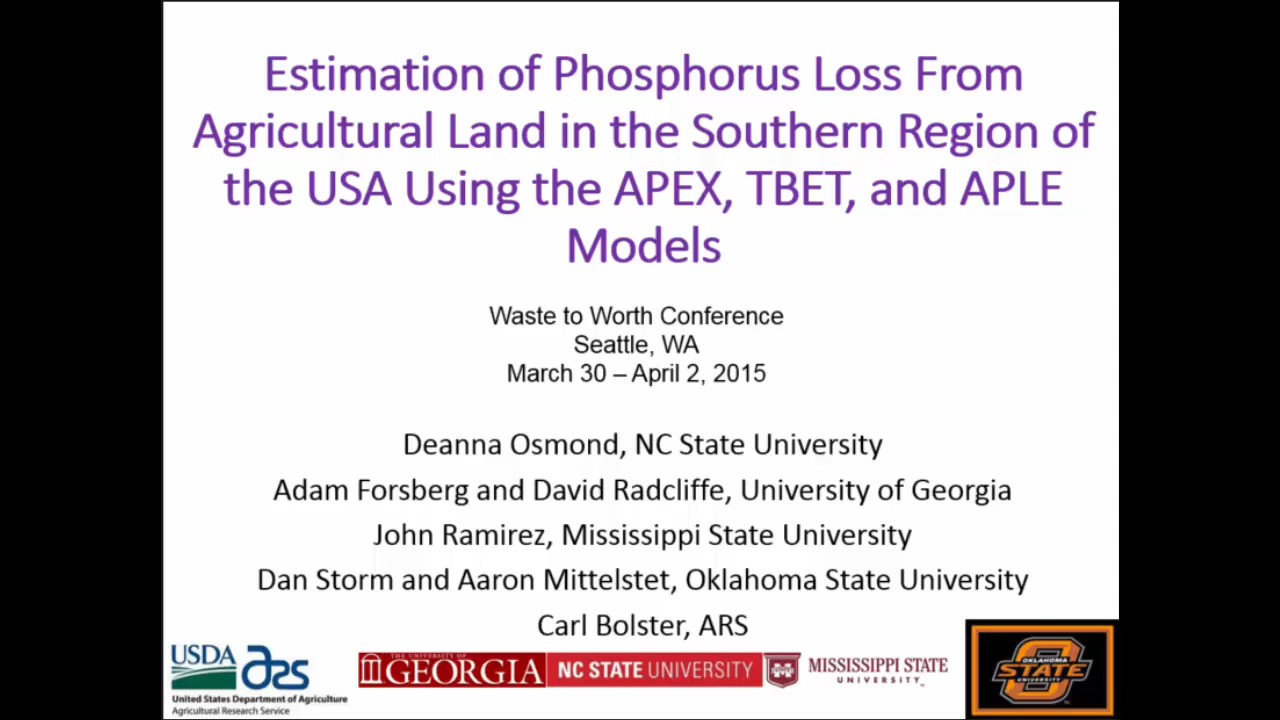 Estimation of Phosphorus Loss From
Agricultural Land in the Southern Region of
the USA Using the APEX, TBET, and APLE
Models
Waste to Worth Conference
Seattle, WA
March 30 – April 2, 2015
Deanna Osmond, NC State University
Adam Forsberg and David Radcliffe, University of Georgia
John Ramirez, Mississippi State University
Dan Storm and Aaron Mittelstet, Oklahoma State University
Carl Bolster, ARS
USDA ars
United States Department of Agriculture
Agricultural Research Service
THE UNIVERSITY OF
GEORGIA
NC STATE UNIVERSITY
MISSISSIPPI STATE
UNIVERSITY™
OKLAHOMA
STATE
UNIVERSITY